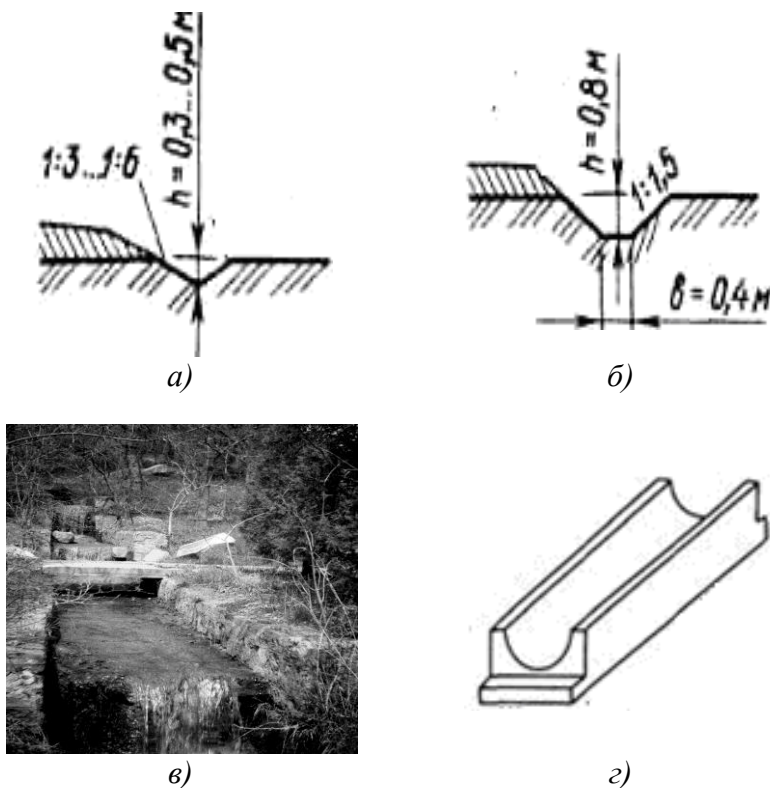 h = 0,3...0,5м
1:3...1:6
а)
h = 0,8м
1:1,5
в = 0,4м
б)
в)
г)